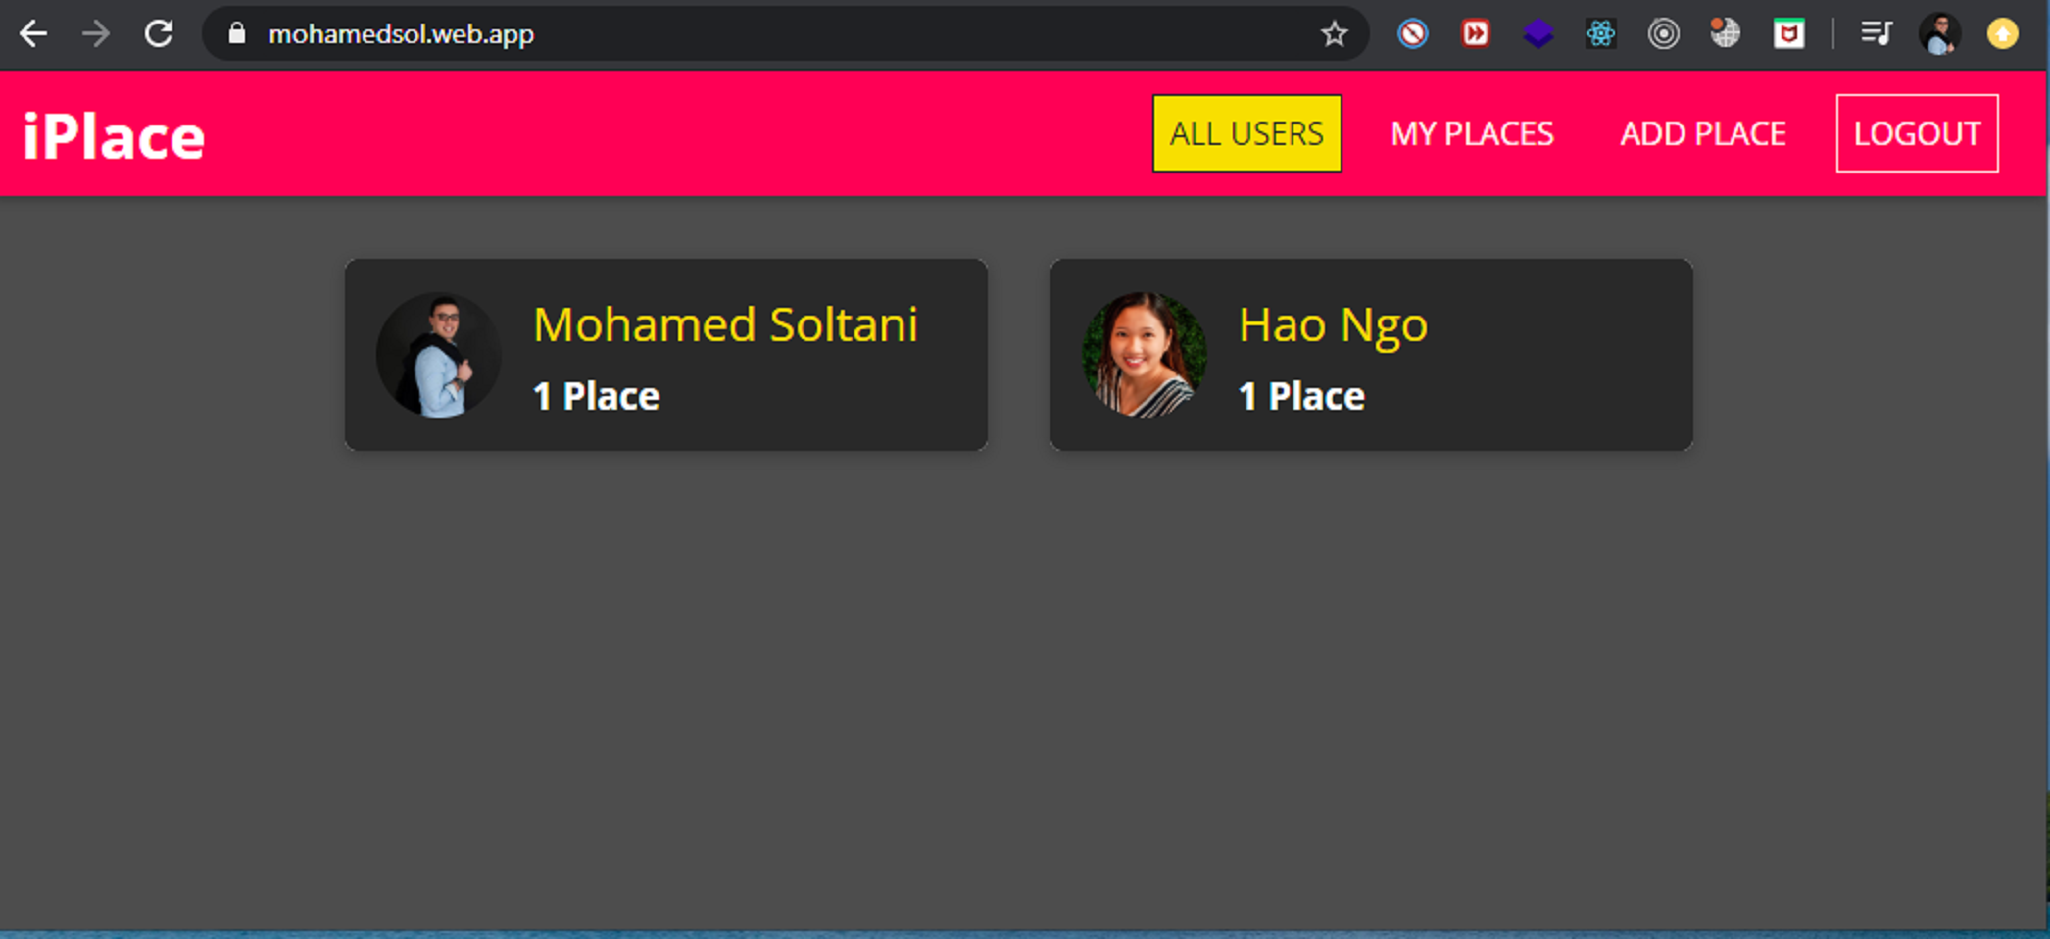 mohamedsol.web.app
iPlace
ALL USERS
MY PLACES
ADD PLACE
LOGOUT
Mohamed Soltani
1 Place
Hao Ngo
1 Place